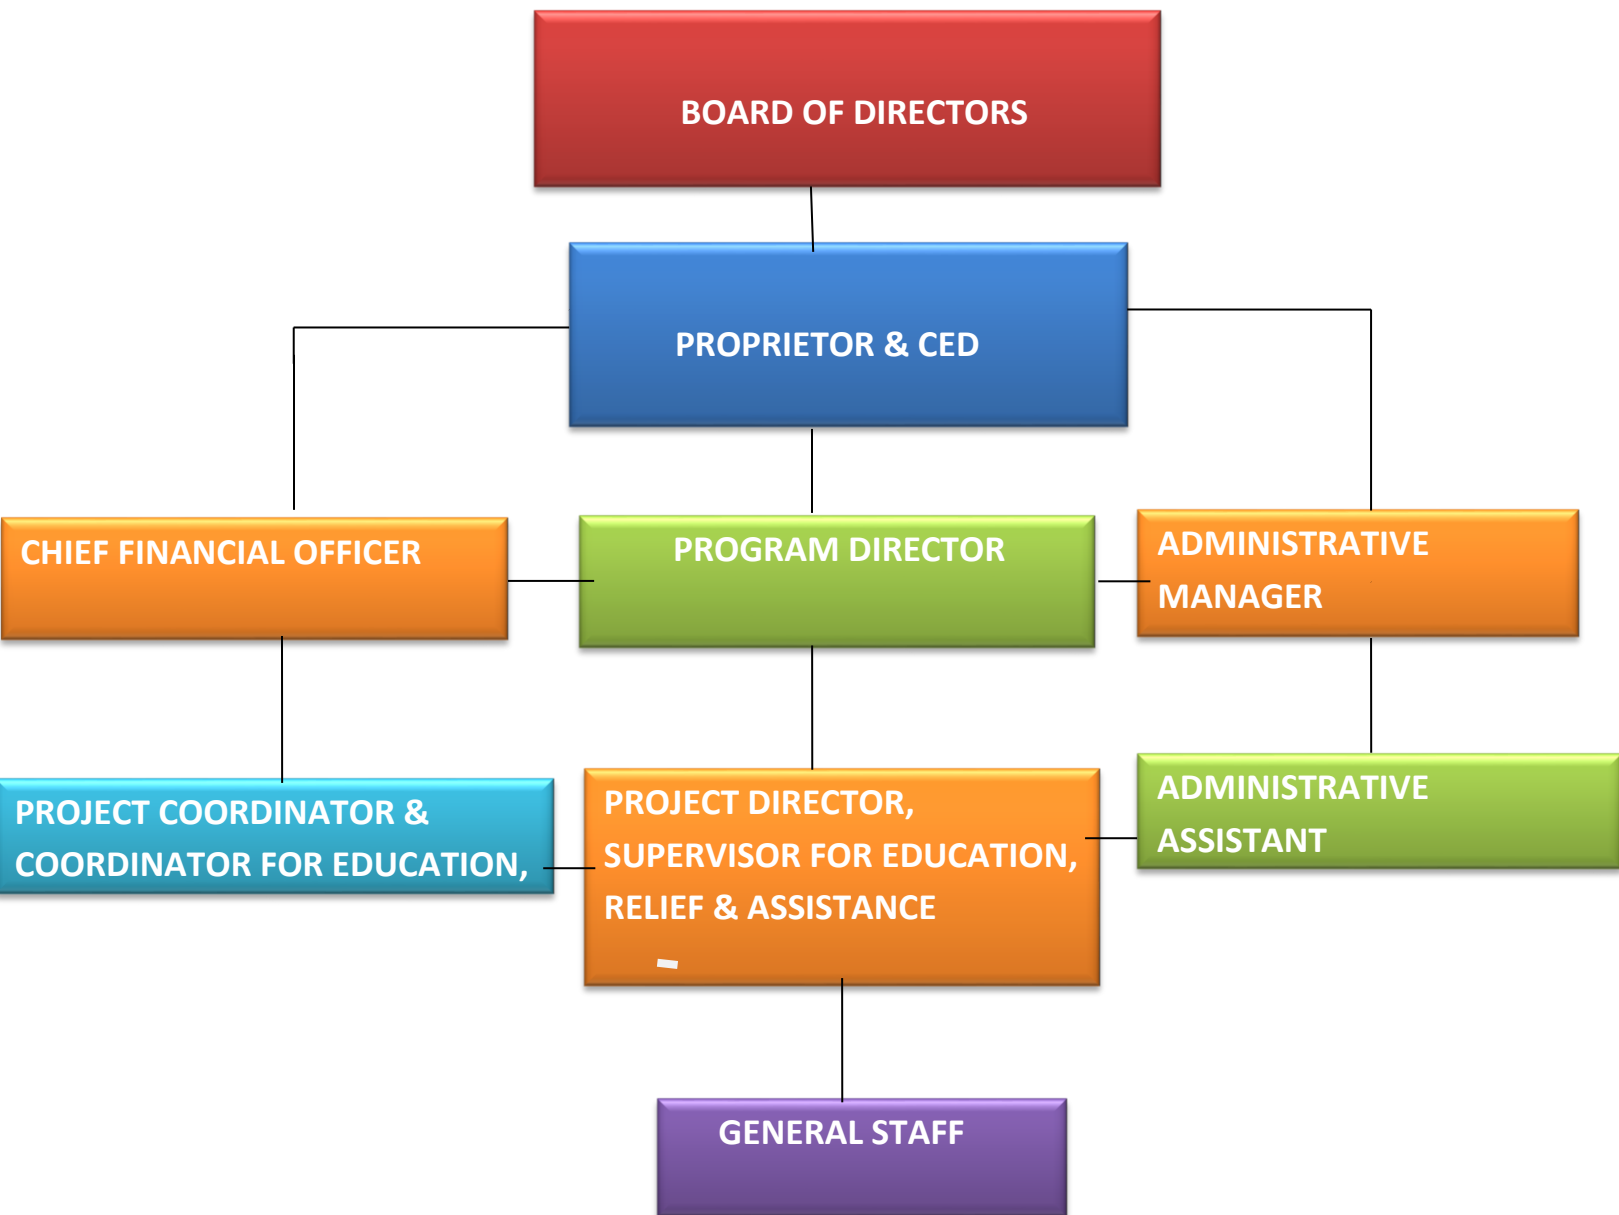 BOARD OF DIRECTORS
PROPRIETOR & CED
CHIEF FINANCIAL OFFICER
PROGRAM DIRECTOR
ADMINISTRATIVE
MANAGER
PROJECT COORDINATOR &
COORDINATOR FOR EDUCATION,
PROJECT DIRECTOR,
SUPERVISOR FOR EDUCATION,
RELIEF & ASSISTANCE
ADMINISTRATIVE
ASSISTANT
GENERAL STAFF